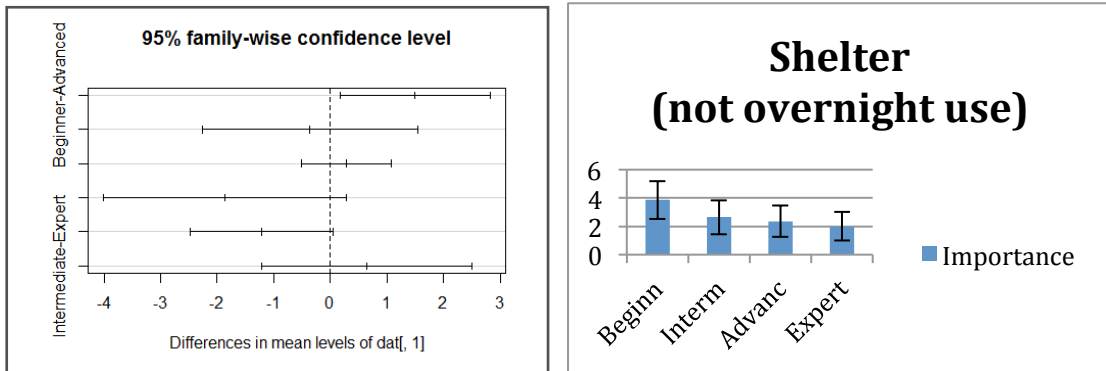 95% family-wise confidence level
Beginner-Advanced
Intermediate-Expert
-4 -3 -2 -1 0 1 2 3
Differences in mean levels of dat[, 1]
Shelter
(not overnight use)
6
4
2
0
Beginn
Interm
Advanc
Expert
Importance